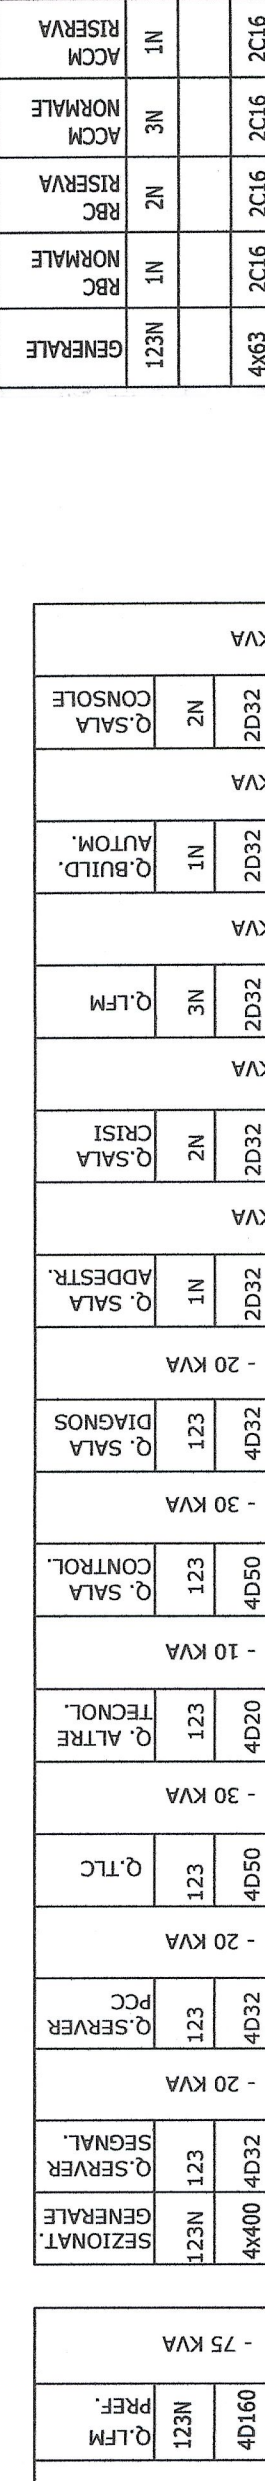 ACCM
RISERVA
1N
2C16
ACCM
NORMALE
3N
2C16
RBC
RISERVA
2N
2C16
RBC
NORMALE
1N
2C16
GENERALE
123N
4x63
KVA
Q.SALA
CONSOLE
2N
2D32
KVA
Q.BUILD.
AUTOM.
1N
2D32
KVA
Q.LFM
3N
2D32
KVA
Q.SALA
CRISI
2N
2D32
KVA
Q. SALA
ADDESTR.
1N
2D32
- 20 KVA
Q. SALA
DIAGNOS
123
4D32
- 30 KVA
Q. SALA
CONTROL.
123
4D50
- 10 KVA
Q. ALTRE
TECNOL.
123
4D20
- 30 KVA
Q.TLC
123
4D50
- 20 KVA
Q.SERVER
PCC
123
4D32
- 20 KVA
Q.SERVER
SEGNAL.
123
4D32
SEZIONAT.
GENERALE
123N
4x400
- 75 KVA
Q.LFM
PREF.
123N
4D160